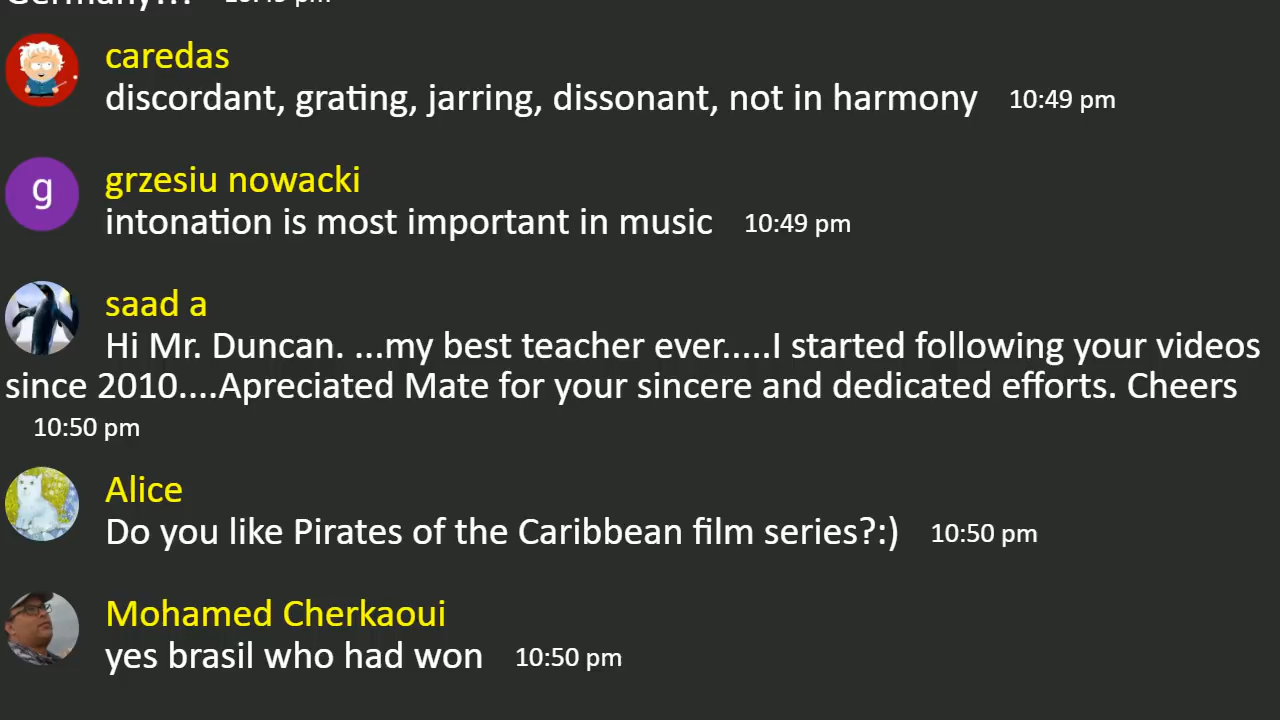 Germany...
caredas
discordant, grating, jarring, dissonant, not in harmony 10:49 pm
g
grzesiu nowacki
intonation is most important in music 10:49 pm
saad a
Hi Mr. Duncan. ...my best teacher ever.....I started following your videos
since 2010....Apreciated Mate for your sincere and dedicated efforts. Cheers
10:50 pm
Alice
Do you like Pirates of the Caribbean film series?:) 10:50 pm
Mohamed Cherkaoui
yes brasil who had won 10:50 pm